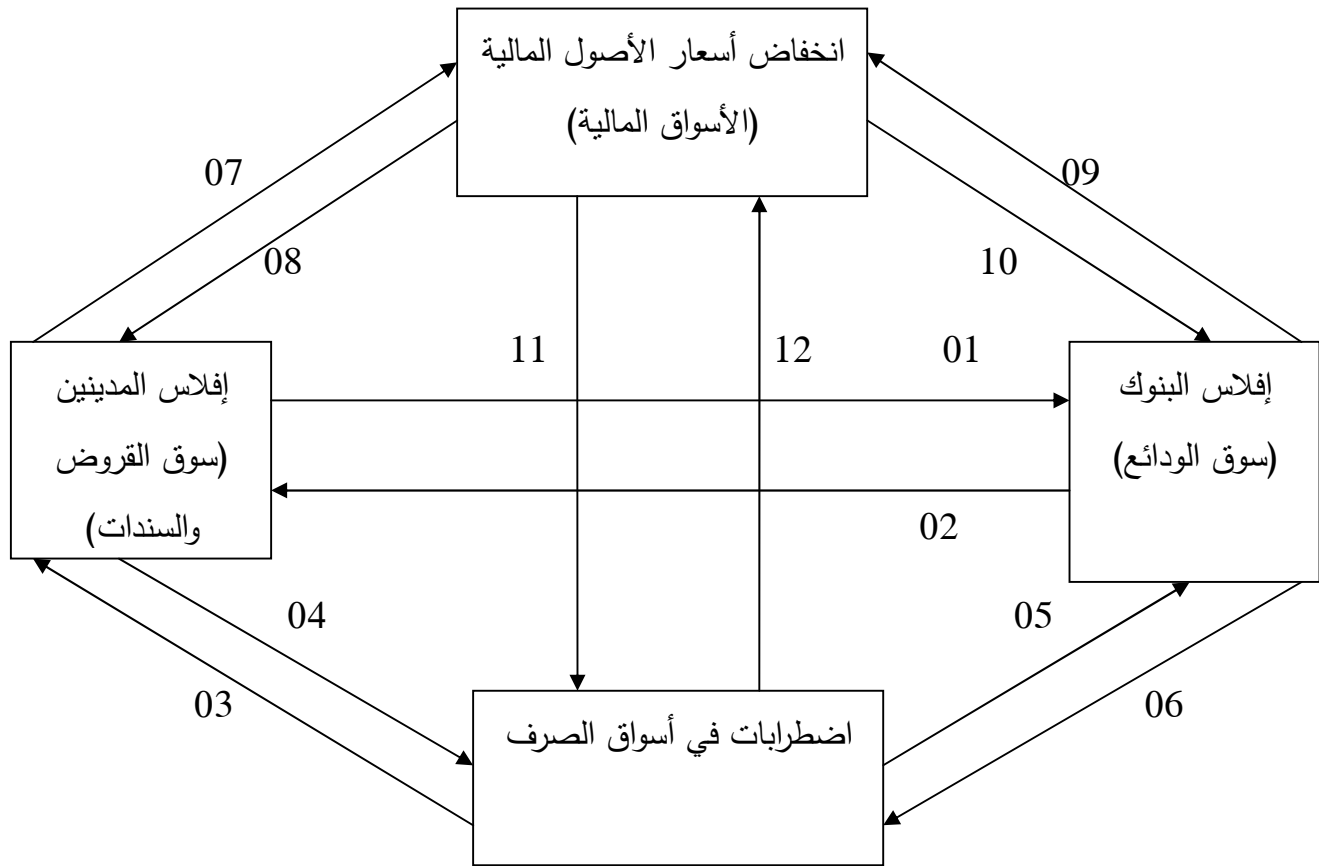 انخفاض أسعار الأصول المالية
(الأسواق المالية)
07
09
08
10
11
12
01
إفلاس المدينين
(سوق القروض
والسندات)
إفلاس البنوك
(سوق الودائع)
02
04
05
03
06
اضطرابات في أسواق الصرف